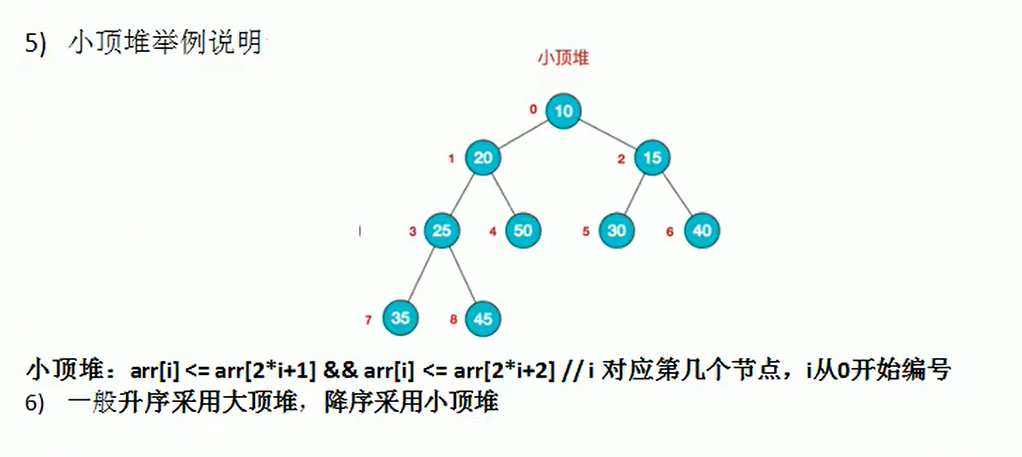 5) 小顶堆举例说明
小顶堆
0 10
1 20 2 15
3 25 4 50 5 30 6 40
7 35 8 45
小顶堆：arr[i] <= arr[2*i+1] && arr[i] <= arr[2*i+2] // i 对应第几个节点，i从0开始编号
6) 一般升序采用大顶堆，降序采用小顶堆